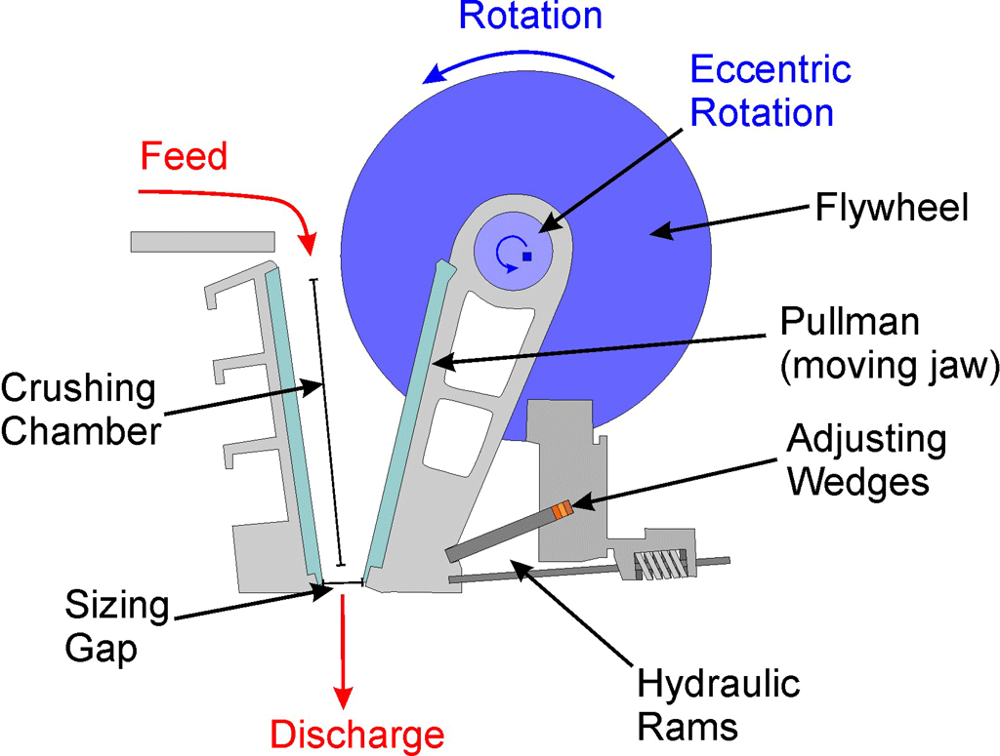 Rotation
Eccentric
Rotation
Feed
Flywheel
Pullman
(moving jaw)
Crushing
Chamber
Adjusting
Wedges
Sizing
Gap
Hydraulic
Rams
Discharge